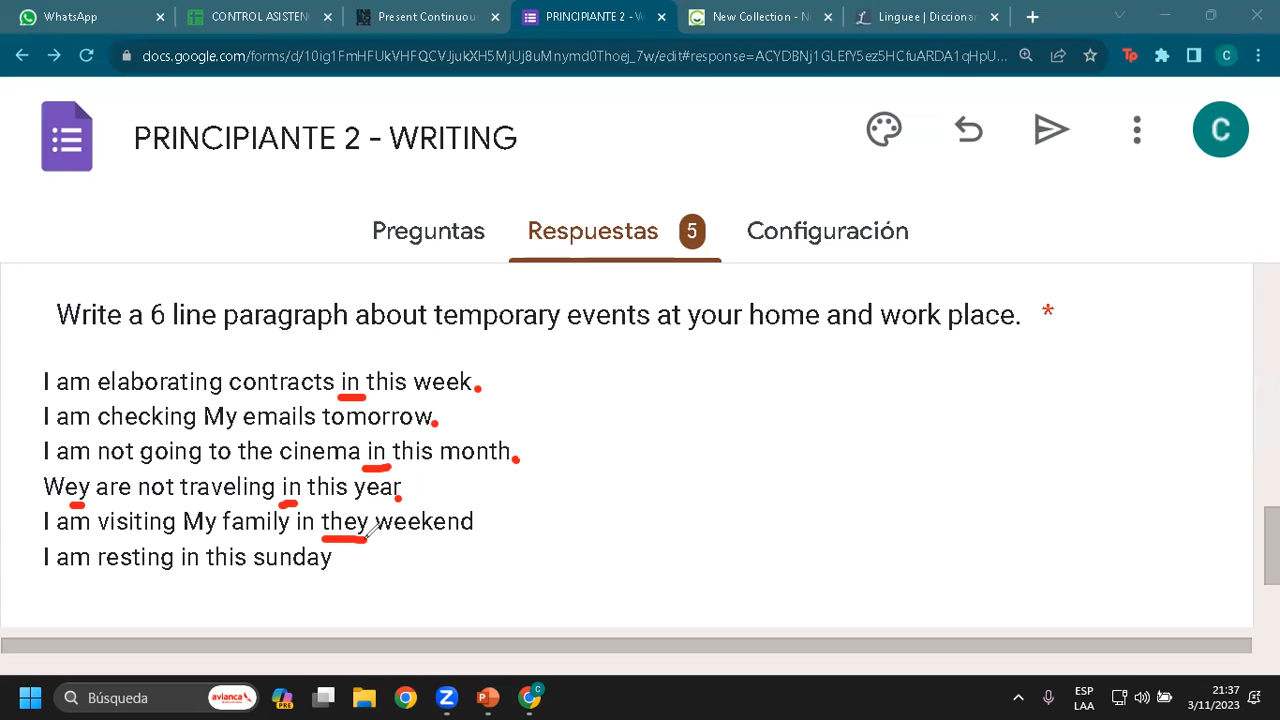 WhatsApp
CONTROL ASISTEN
Present Continuou
PRINCIPIANTE 2 - W
New Collection - N
Linguee | Dicciona
docs.google.com/forms/d/10ig1FmHFUkVHFQCVJjukXH5MjUj8uMnymd0Thoej_7w/edit#response=ACYDBNj1GLEfY5ez5HCfuARDA1qHpU...
PRINCIPIANTE 2 - WRITING
C
Preguntas
Respuestas 5
Configuración
Write a 6 line paragraph about temporary events at your home and work place. *
I am elaborating contracts in this week.
I am checking My emails tomorrow.
I am not going to the cinema in this month.
Wey are not traveling in this year.
I am visiting My family in they weekend
I am resting in this sunday
Búsqueda
avianca
PRE
ESP
LAA
21:37
3/11/2023